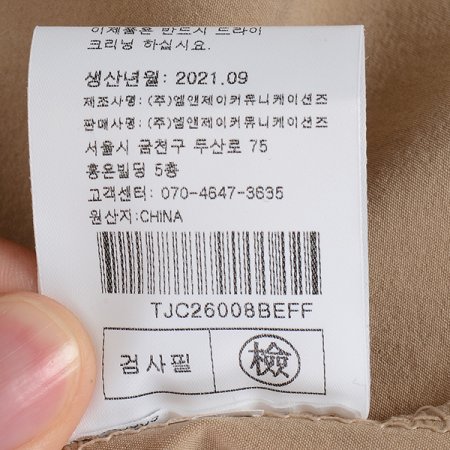 이제품은 반드시 드라이
크리닝 하십시요.
생산년월: 2021.09
제조사명: (주)엘앤제이커뮤니케이션즈
판매사명: (주)엘앤제이커뮤니케이션즈
서울시 금천구 두산로 75
홍은빌딩 5층
고객센터: 070-4647-3635
원산지:CHINA
TJC26008BEFF
검사필 檢